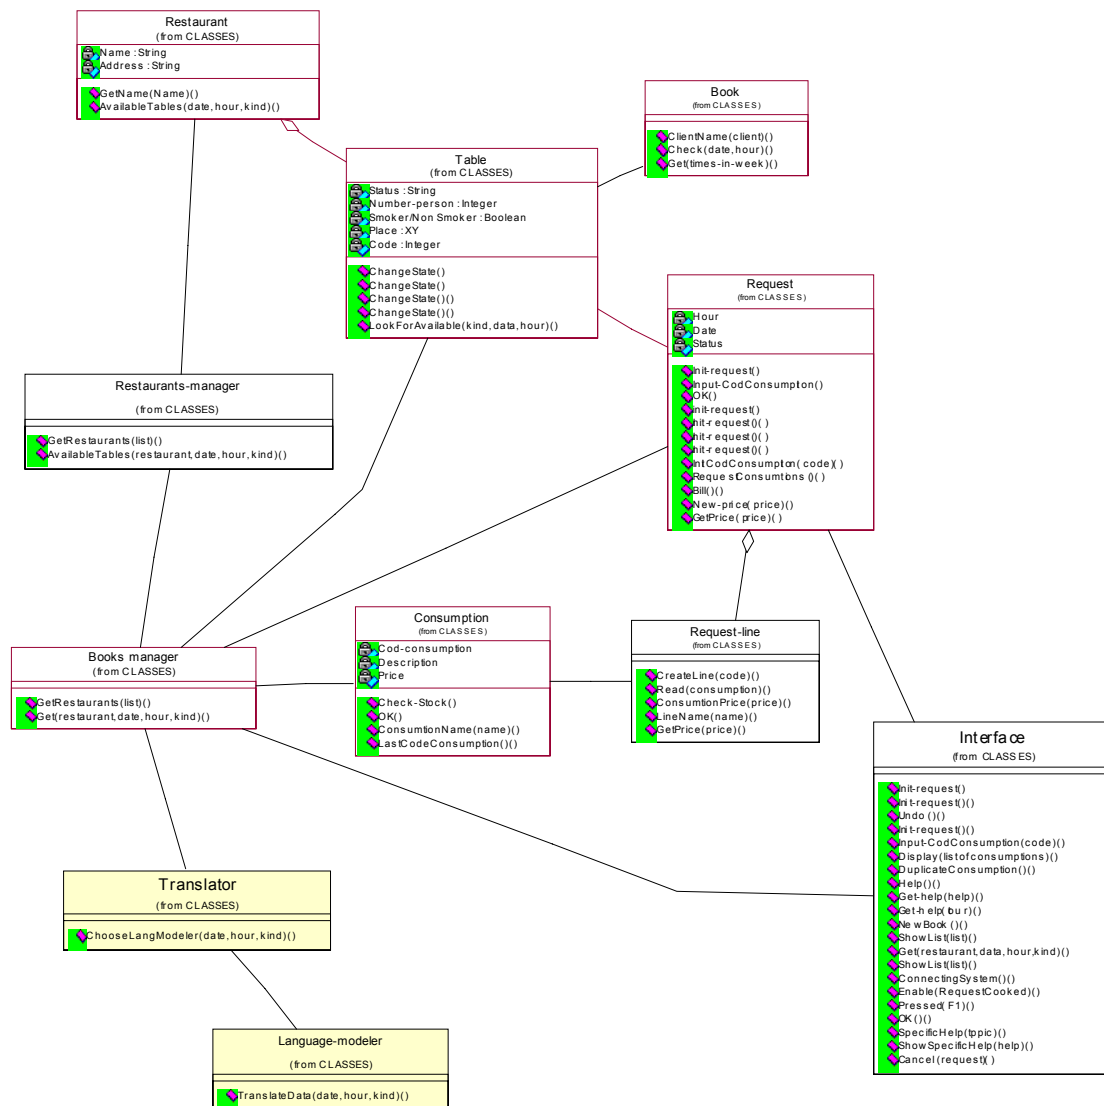 Restaurant
(from CLASSES)
Name : String
Address : String
GetName(Name)()
AvailableTables(date, hour, kind)()
Book
(from CLASSES)
ClientName(client)()
Check(date, hour)()
Get(times-in-week)()
Table
(from CLASSES)
Status : String
Number-person : Integer
Smoker/Non Smoker : Boolean
Place : XY
Code : Integer
ChangeState()
ChangeState()
ChangeState()()
ChangeState()()
LookForAvailable(kind, data, hour)()
Request
(from CLASSES)
Hour
Date
Status
Init-request()
Input-CodConsumption()
OK()
Init-request()
Init-request()()
Init-request()()
Init-request()()
InitCodConsumption(code)()
RequestConsumtions()()
Bill()()
New-price(price)()
GetPrice(price)()
Restaurants-manager
(from CLASSES)
GetRestaurants(list)()
AvailableTables(restaurant, date, hour, kind)()
Consumption
(from CLASSES)
Cod-consumption
Description
Price
Check-Stock()
OK()
ConsumtionName(name)()
LastCodeConsumption()()
Request-line
(from CLASSES)
CreateLine(code)()
Read(consumption)()
ConsumtionPrice(price)()
LineName(name)()
GetPrice(price)()
Books manager
(from CLASSES)
GetRestaurants(list)()
Get(restaurant, date, hour, kind)()
Interface
(from CLASSES)
Init-request()
Init-request()()
Undo()()
Init-request()()
Input-CodConsumption(code)()
Display(list of consumptions)()
DuplicateConsumption()()
Help()()
Get-help(help)()
Get-help(tour)()
NewBook()()
ShowList(list)()
Get(restaurant, data, hour, kind)()
ShowList(list)()
ConnectingSystem()()
Enable(RequestCooked)()
Pressed(F1)()
OK()()
SpecificHelp(topic)()
ShowSpecificHelp(help)()
Cancel(request)()
Translator
(from CLASSES)
ChooseLangModeler(date, hour, kind)()
Language-modeler
(from CLASSES)
TranslateData(date, hour, kind)()